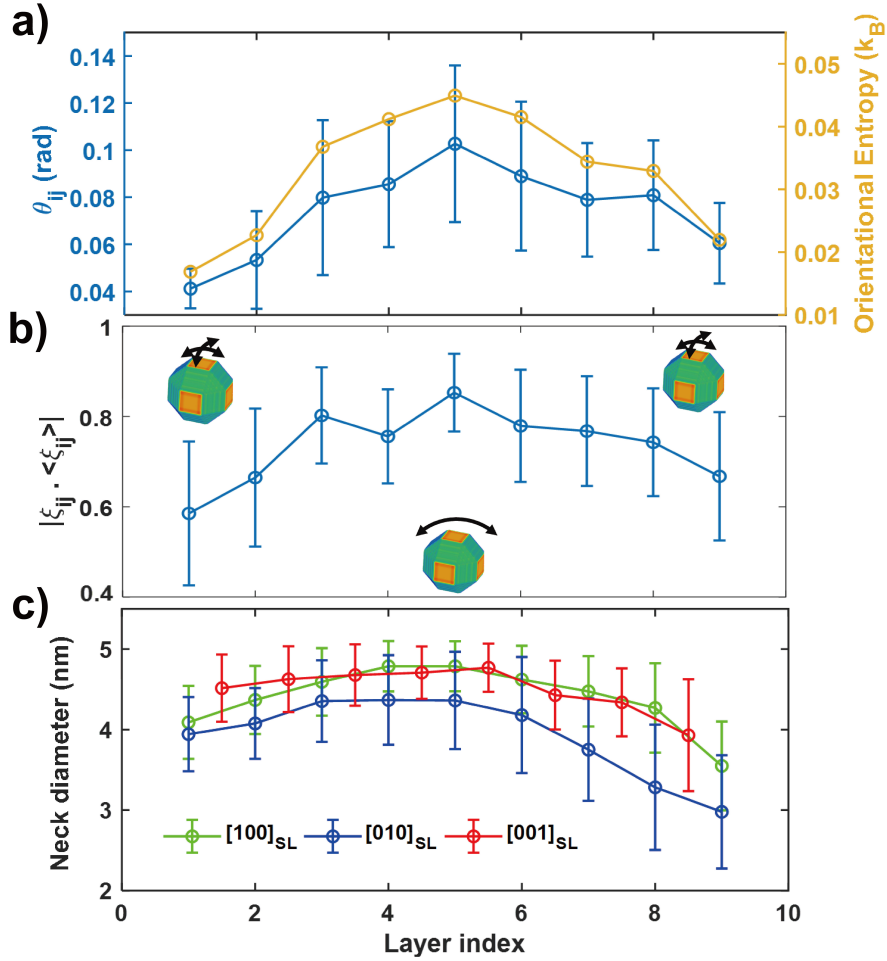 a)
0.14
0.12
0.1
0.08
0.06
0.04
θij (rad)
0.05
0.04
0.03
0.02
0.01
Orientational Entropy (kB)
b)
1
0.8
0.6
0.4
|ξij · <ξij>|
c)
5
4
3
2
Neck diameter (nm)
[100]SL [010]SL [001]SL
0 2 4 6 8 10
Layer index